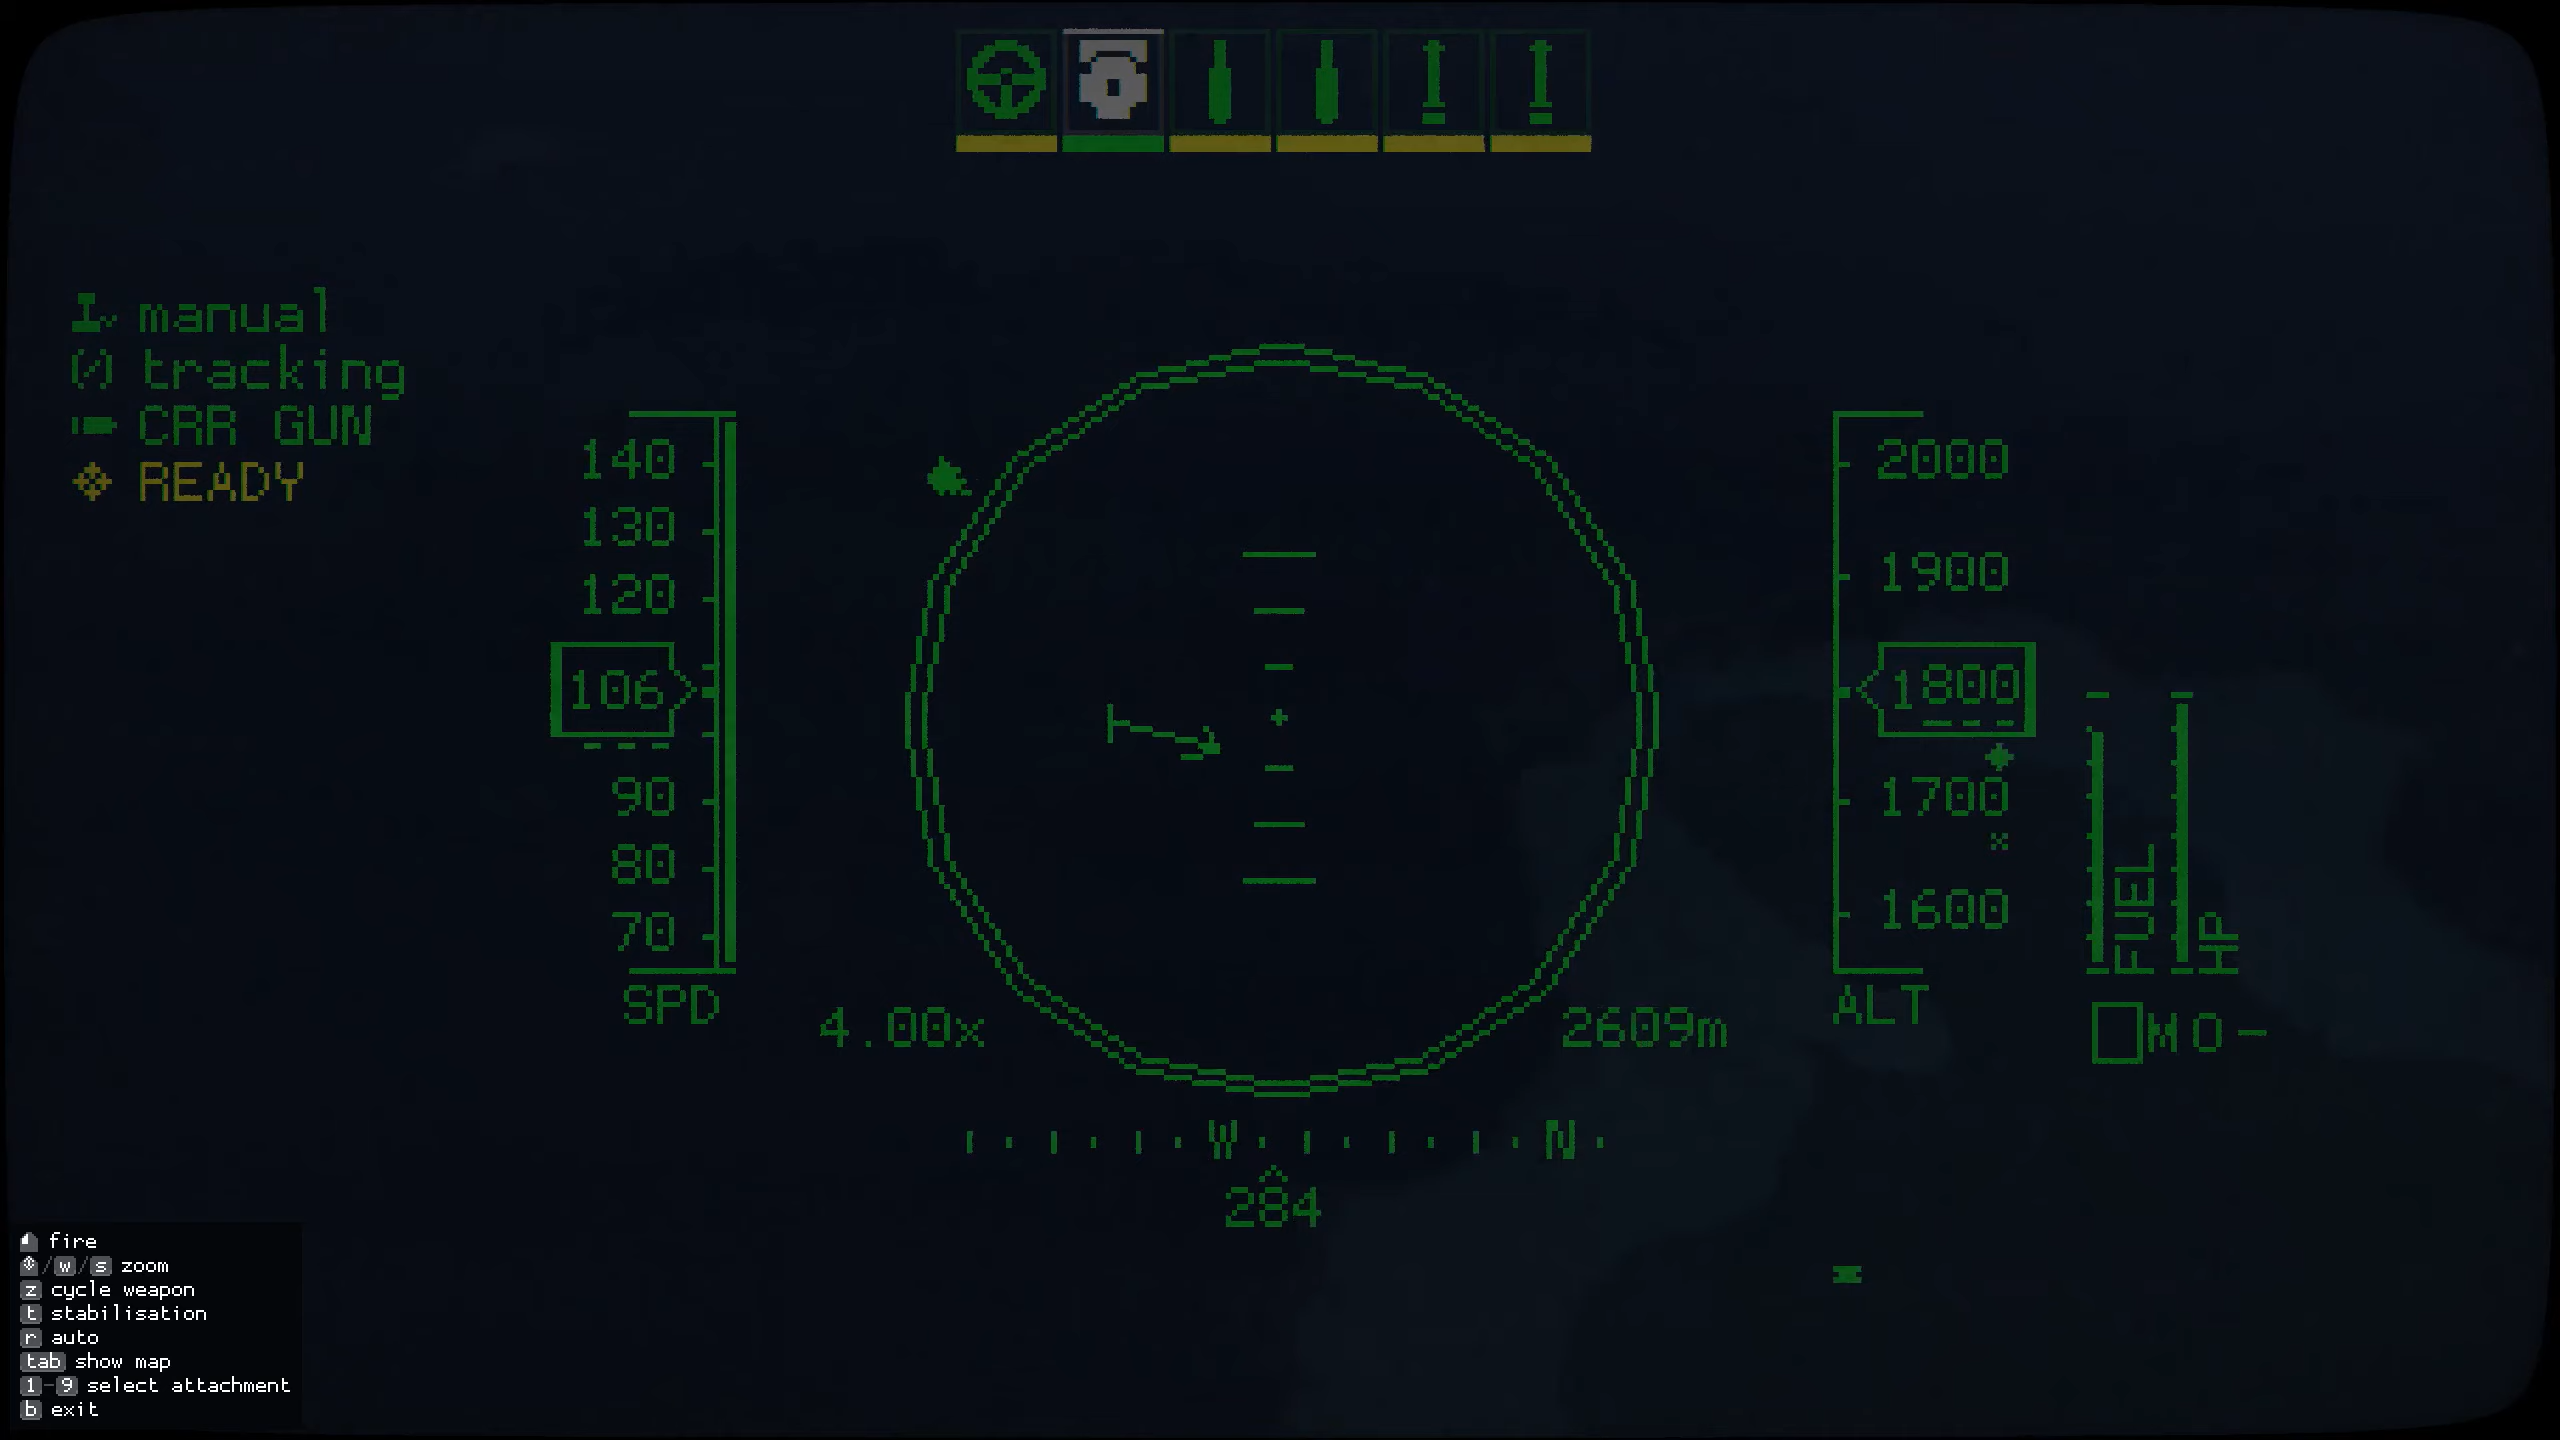 manual
tracking
CRR GUN
READY
140
130
120
106
90
80
70
SPD
2000
1900
1800
1700
1600
ALT
FUEL
HP
4.00x
2609m
W
N
284
fire
w/s zoom
z cycle weapon
t stabilisation
r auto
tab show map
1-9 select attachment
b exit